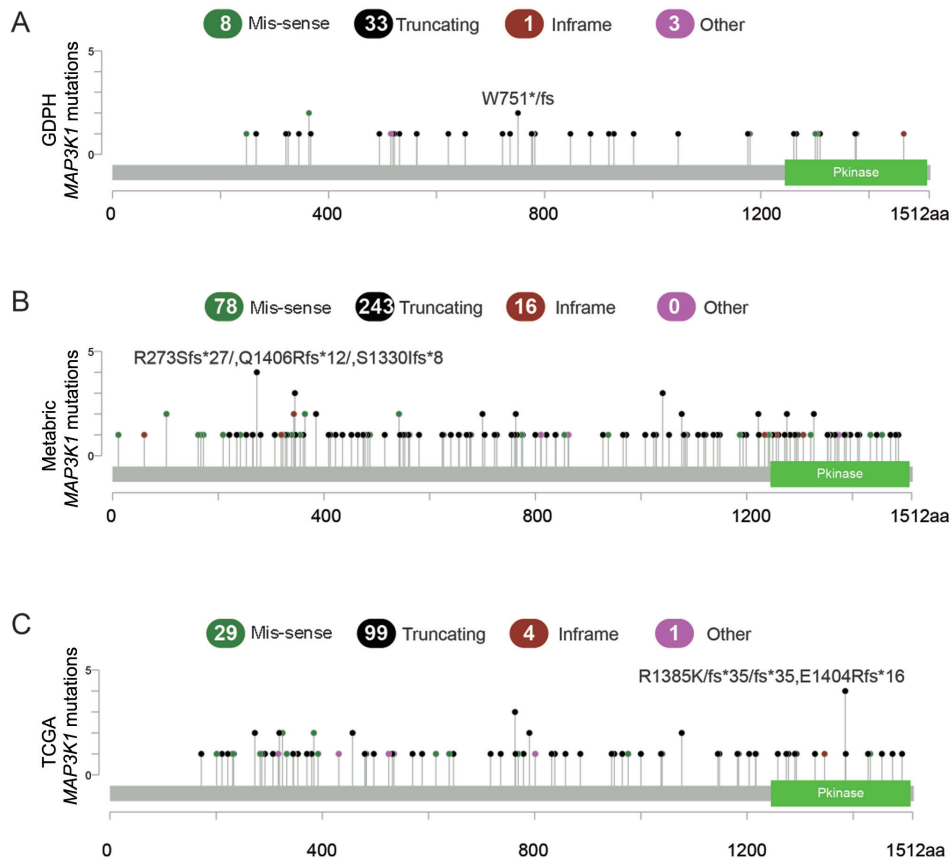 A
8 Mis-sense 33 Truncating 1 Inframe 3 Other
GDPH
MAP3K1 mutations
5
0
W751*/fs
Pkinase
0 400 800 1200 1512aa
B
78 Mis-sense 243 Truncating 16 Inframe 0 Other
Metabric
MAP3K1 mutations
5
0
R273Sfs*27/,Q1406Rfs*12/,S1330Ifs*8
Pkinase
0 400 800 1200 1512aa
C
29 Mis-sense 99 Truncating 4 Inframe 1 Other
TCGA
MAP3K1 mutations
5
0
R1385K/fs*35/fs*35,E1404Rfs*16
Pkinase
0 400 800 1200 1512aa